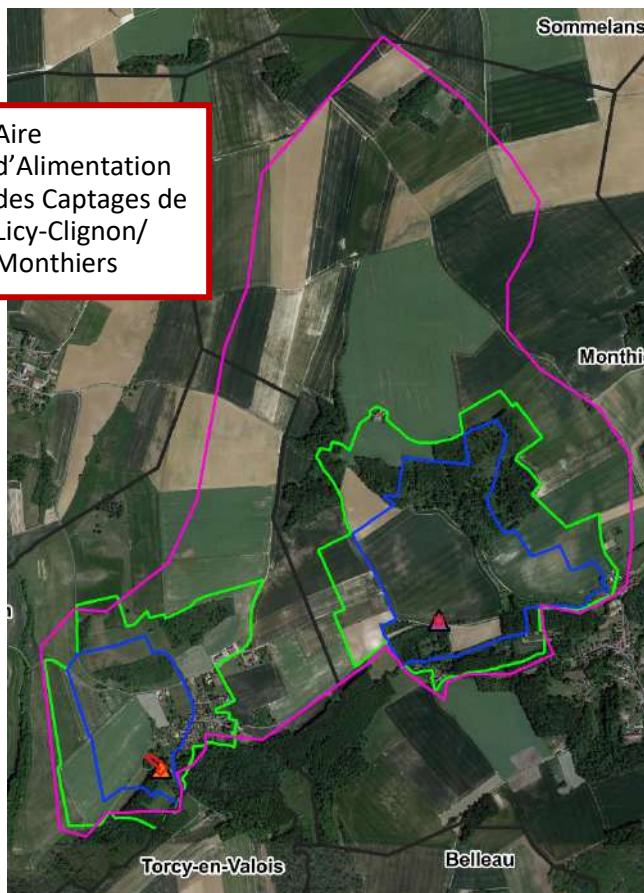 Sommelans
Aire
d'Alimentation
des Captages de
Licy-Clignon/
Monthiers
Monthi
n
Torcy-en-Valois
Belleau